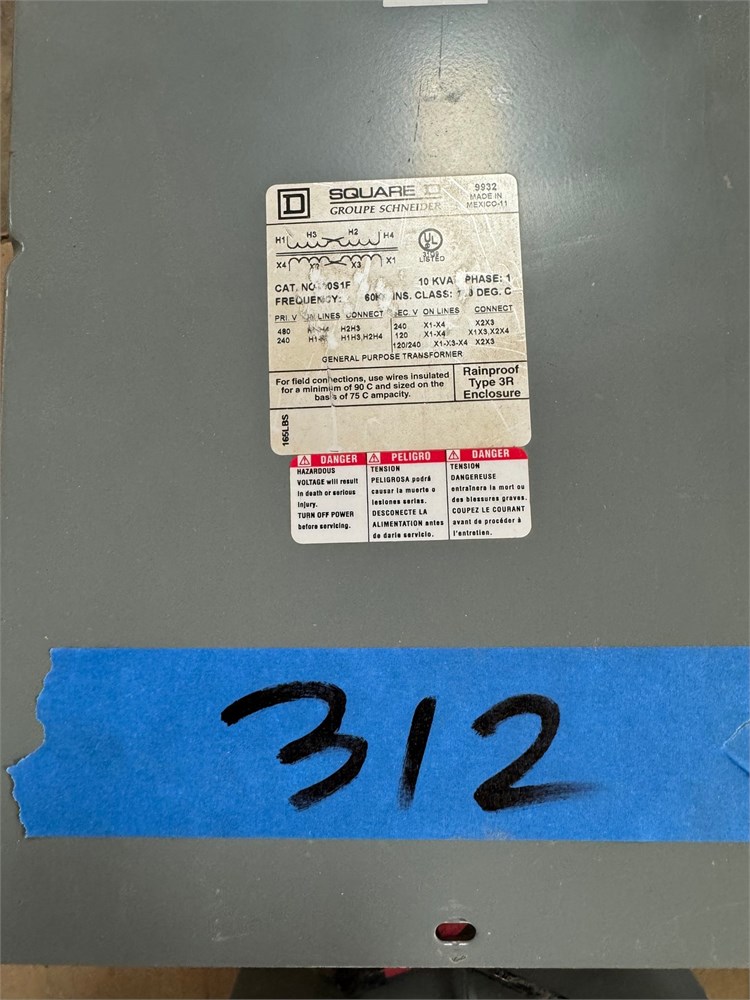 SQUARE D
GROUPE SCHNEIDER
9932
MADE IN
MEXICO-11
H1 H3 H2 H4
X4 X2 X3 X1
UL
LISTED
CAT. NO 10 KVA PHASE: 1
FREQUENCY: 60 INS. CLASS: DEG. C
PRI. V ON LINES CONNECT SEC. V ON LINES CONNECT
480 H2H3 240 X1-X4 X2X3
240 H1H3,H2H4 120 X1-X4 X1X3,X2X4
120/240 X1-X3-X4 X2X3
GENERAL PURPOSE TRANSFORMER
For field connections, use wires insulated
for a minimum of 90 C and sized on the
basis of 75 C ampacity.
Rainproof
Type 3R
Enclosure
165LBS
DANGER
HAZARDOUS
VOLTAGE will result
in death or serious
injury.
TURN OFF POWER
before servicing.
PELIGRO
TENSION
PELIGROSA podrá
causar la muerte o
lesiones serias.
DESCONECTE LA
ALIMENTACION antes
de darle servicio.
DANGER
TENSION
DANGEREUSE
entraînera la mort ou
des blessures graves.
COUPEZ LE COURANT
avant de procéder à
l'entretien.
312